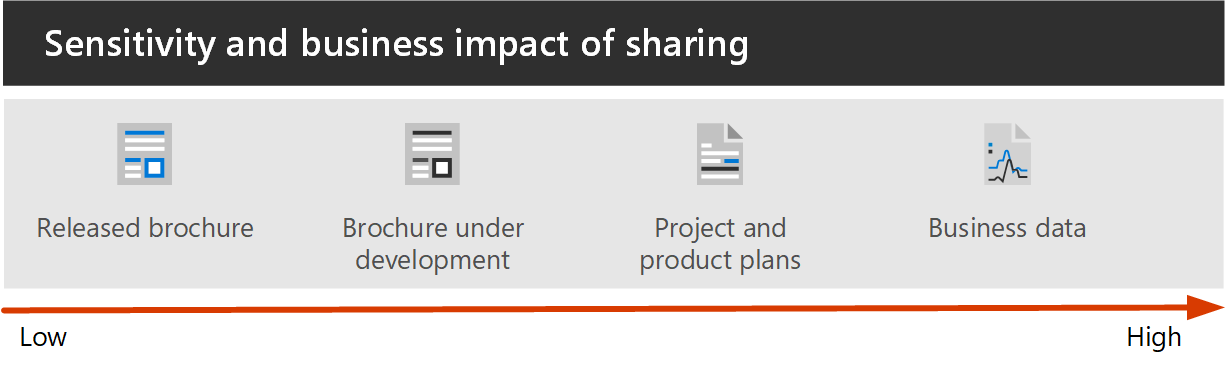 Sensitivity and business impact of sharing
Released brochure
Brochure under
development
Project and
product plans
Business data
Low
High